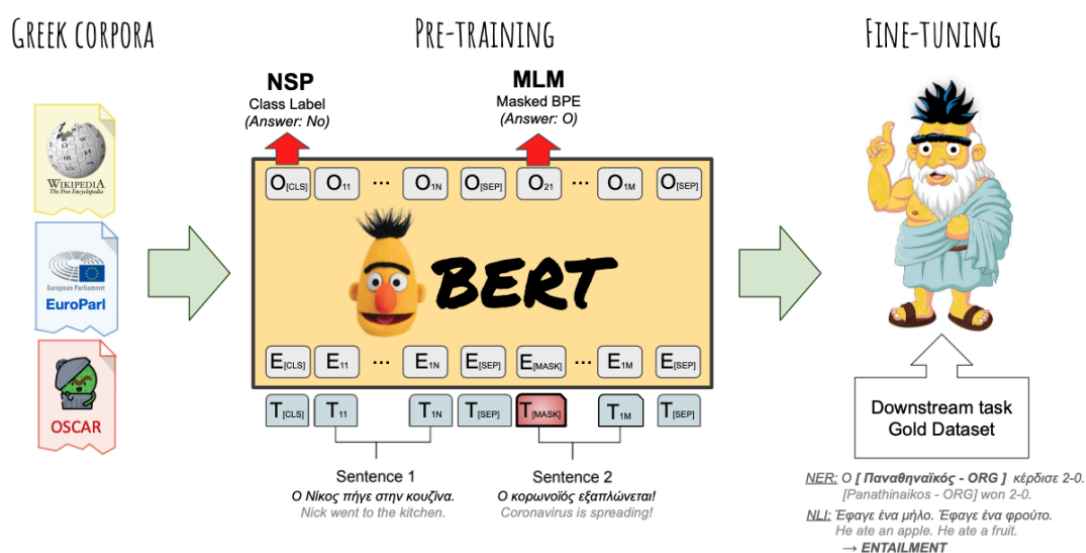 GREEK CORPORA
PRE-TRAINING
FINE-TUNING
WIKIPEDIA
The Free Encyclopedia
European Parliament
EuroParl
OSCAR
NSP
Class Label
(Answer: No)
MLM
Masked BPE
(Answer: O)
O[CLS] O11 ... O1N O[SEP] O21 ... O1M O[SEP]
BERT
E[CLS] E11 ... E1N E[SEP] E[MASK] ... E1M E[SEP]
T[CLS] T11 T1N T[SEP] T[MASK] T1M T[SEP]
Sentence 1
Ο Νίκος πήγε στην κουζίνα.
Nick went to the kitchen.
Sentence 2
Ο κορωνοϊός εξαπλώνεται!
Coronavirus is spreading!
Downstream task
Gold Dataset
NER: Ο [ Παναθηναϊκός - ORG ] κέρδισε 2-0.
[Panathinaikos - ORG] won 2-0.
NLI: Έφαγε ένα μήλο. Έφαγε ένα φρούτο.
He ate an apple. He ate a fruit.
→ ENTAILMENT